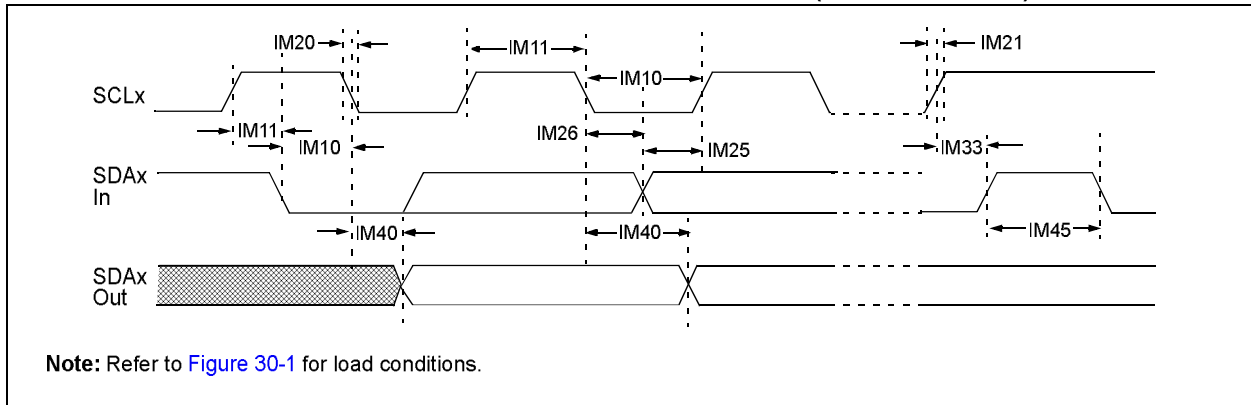 IM20
IM11
IM21
IM10
SCLx
IM11
IM26
IM10
IM25
IM33
SDAx
In
IM40
IM40
IM45
SDAx
Out
Note: Refer to Figure 30-1 for load conditions.